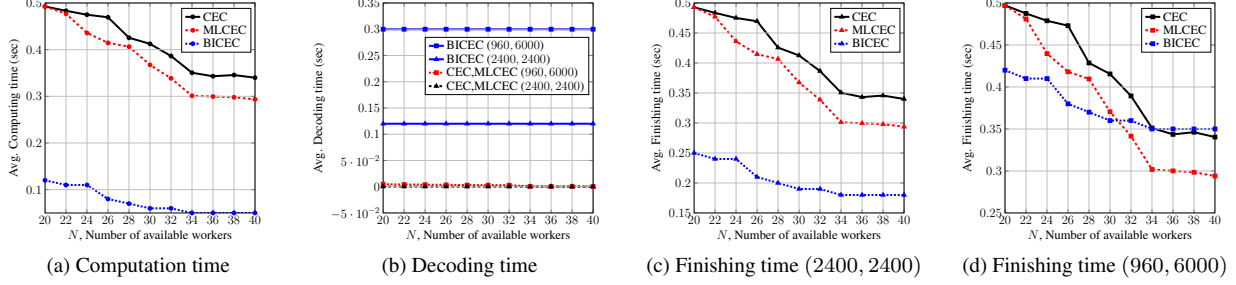 0.5
0.4
0.3
0.2
0.1
20 22 24 26 28 30 32 34 36 38 40
Avg. Computing time (sec)
N, Number of available workers
CEC
MLCEC
BICEC
(a) Computation time
0.35
0.3
0.25
0.2
0.15
0.1
5 · 10⁻²
0
−5 · 10⁻²
20 22 24 26 28 30 32 34 36 38 40
Avg. Decoding time (sec)
N, Number of available workers
BICEC (960, 6000)
BICEC (2400, 2400)
CEC,MLCEC (960, 6000)
CEC,MLCEC (2400, 2400)
(b) Decoding time
0.5
0.45
0.4
0.35
0.3
0.25
0.2
0.15
20 22 24 26 28 30 32 34 36 38 40
Avg. Finishing time (sec)
N, Number of available workers
CEC
MLCEC
BICEC
(c) Finishing time (2400, 2400)
0.5
0.45
0.4
0.35
0.3
0.25
20 22 24 26 28 30 32 34 36 38 40
Avg. Finishing time (sec)
N, Number of available workers
CEC
MLCEC
BICEC
(d) Finishing time (960, 6000)